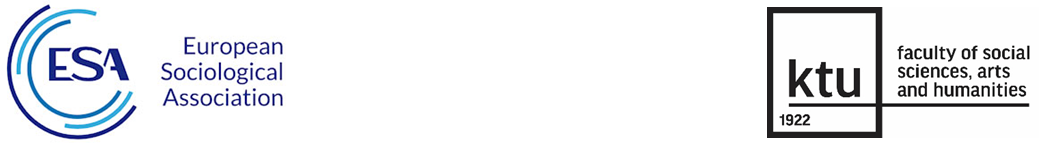 ESA
European
Sociological
Association
ktu
1922
faculty of social
sciences, arts
and humanities